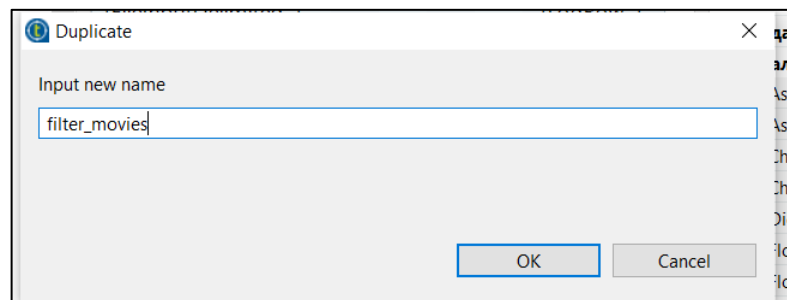 Duplicate
Input new name
filter_movies
OK
Cancel